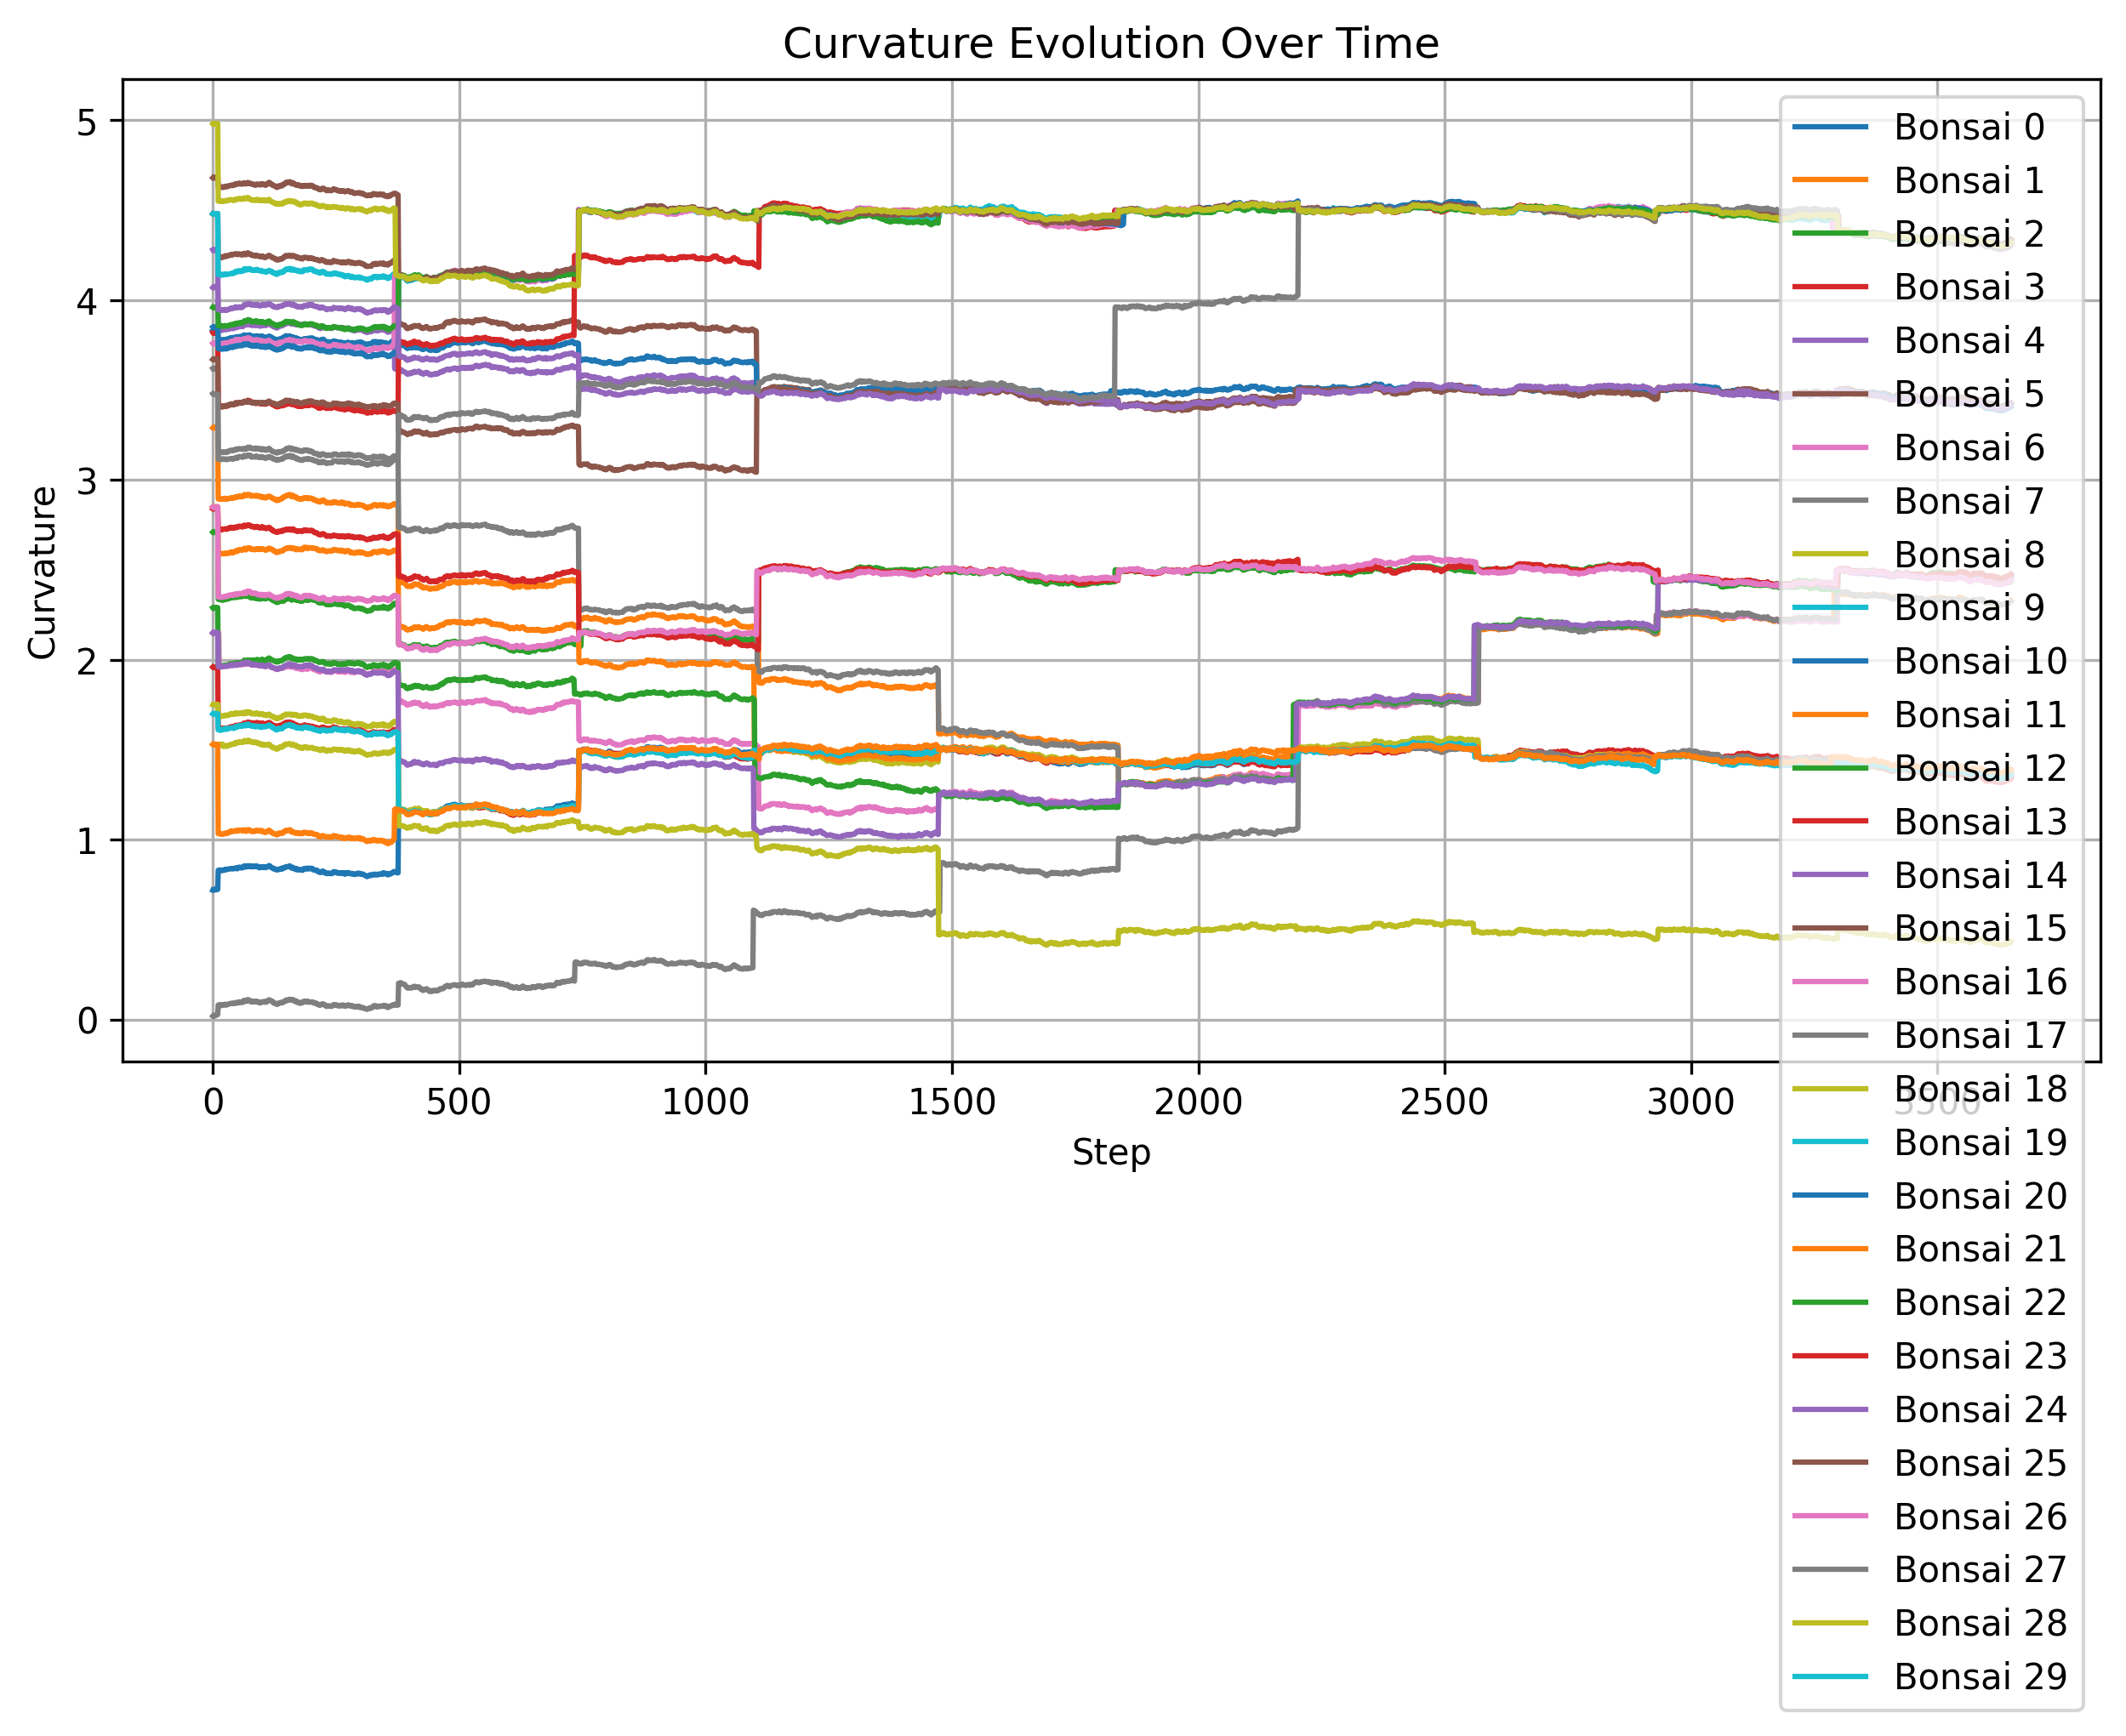 Curvature Evolution Over Time
Curvature
5
4
3
2
1
0
0
500
1000
1500
2000
2500
3000
3500
Step
Bonsai 0
Bonsai 1
Bonsai 2
Bonsai 3
Bonsai 4
Bonsai 5
Bonsai 6
Bonsai 7
Bonsai 8
Bonsai 9
Bonsai 10
Bonsai 11
Bonsai 12
Bonsai 13
Bonsai 14
Bonsai 15
Bonsai 16
Bonsai 17
Bonsai 18
Bonsai 19
Bonsai 20
Bonsai 21
Bonsai 22
Bonsai 23
Bonsai 24
Bonsai 25
Bonsai 26
Bonsai 27
Bonsai 28
Bonsai 29